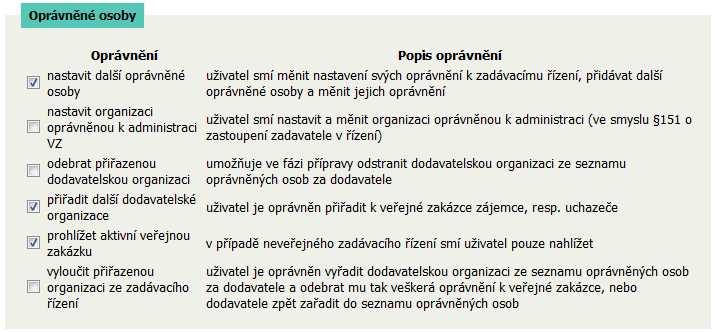 Oprávněné osoby
Oprávnění Popis oprávnění
nastavit další oprávněné
osoby
uživatel smí měnit nastavení svých oprávnění k zadávacímu řízení, přidávat další
oprávněné osoby a měnit jejich oprávnění
nastavit organizaci
oprávněnou k administraci
VZ
uživatel smí nastavit a měnit organizaci oprávněnou k administraci (ve smyslu §151 o
zastoupení zadavatele v řízení)
odebrat přiřazenou
dodavatelskou organizaci
umožňuje ve fázi přípravy odstranit dodavatelskou organizaci ze seznamu
oprávněných osob za dodavatele
přiřadit další dodavatelské
organizace
uživatel je oprávněn přiřadit k veřejné zakázce zájemce, resp. uchazeče
prohlížet aktivní veřejnou
zakázku
v případě neveřejného zadávacího řízení smí uživatel pouze nahlížet
vyloučit přiřazenou
organizaci ze zadávacího
řízení
uživatel je oprávněn vyřadit dodavatelskou organizaci ze seznamu oprávněných osob
za dodavatele a odebrat mu tak veškerá oprávnění k veřejné zakázce, nebo
dodavatele zpět zařadit do seznamu oprávněných osob